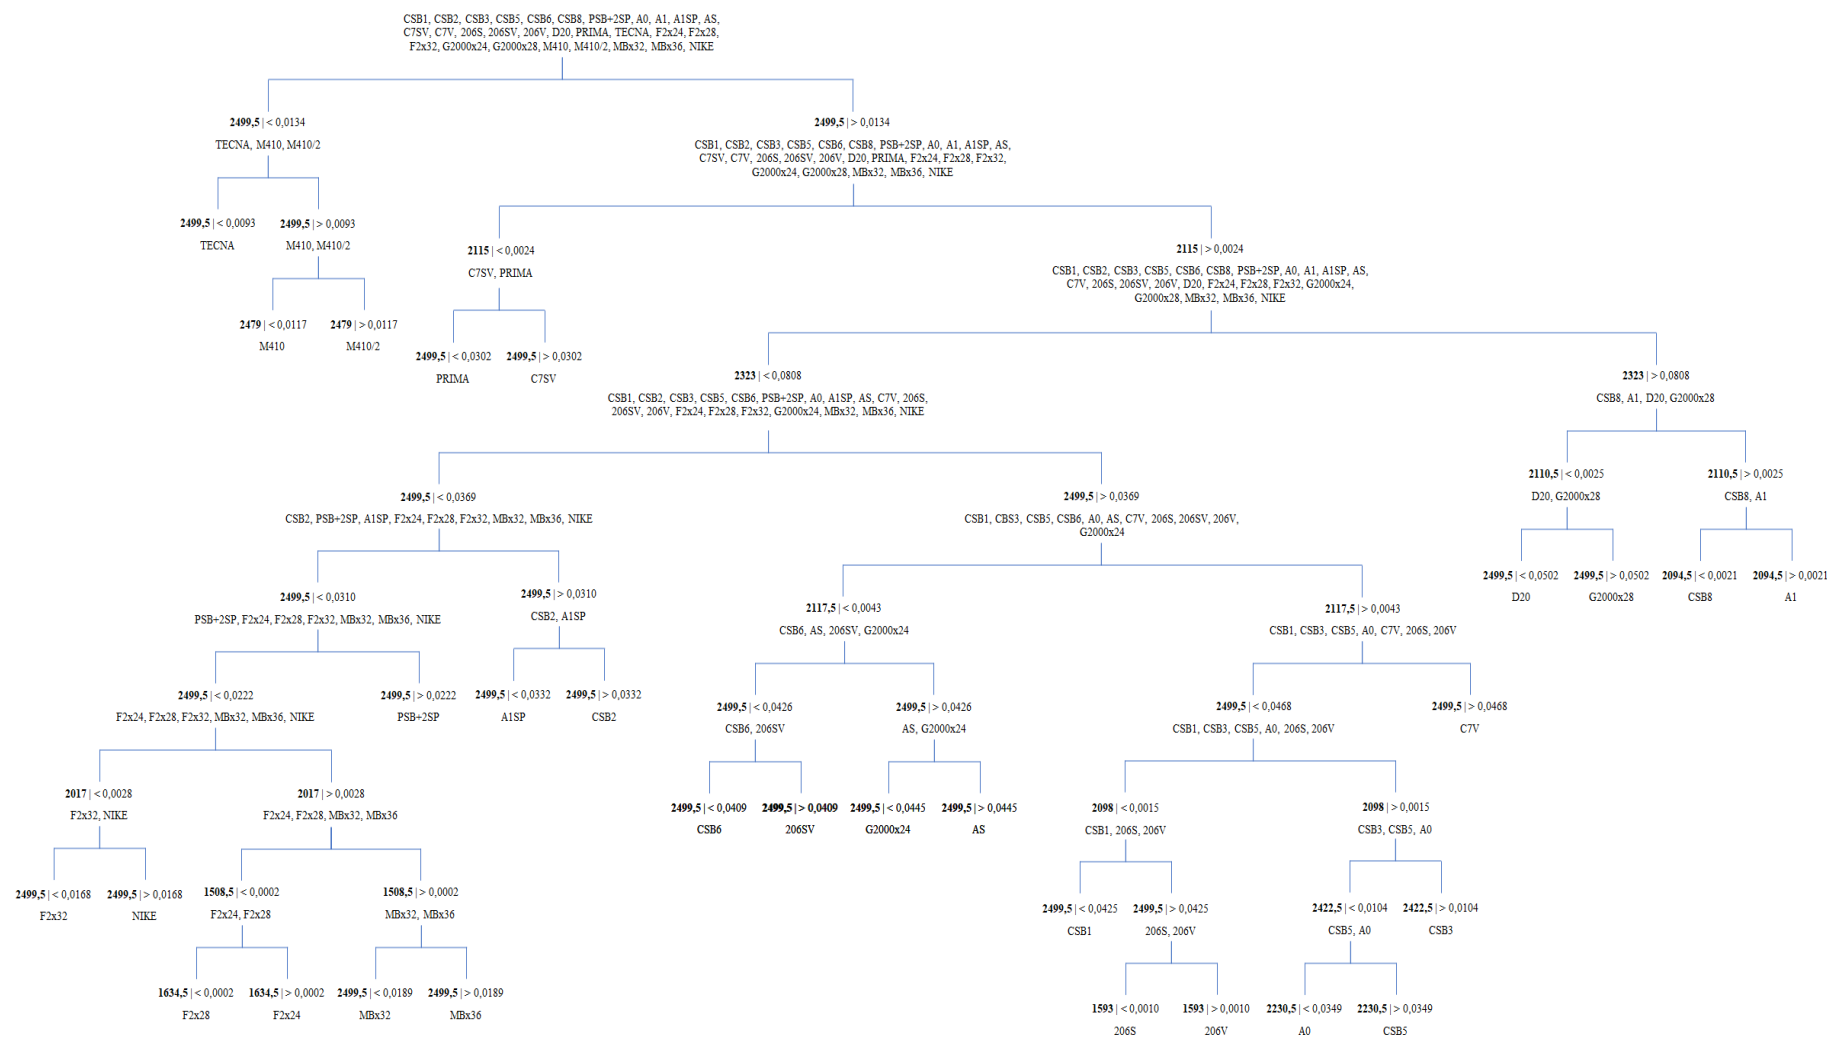 CSB1, CSB2, CSB3, CSB5, CSB6, CSB8, PSB+2SP, A0, A1, A1SP, AS,
C7SV, C7V, 206S, 206SV, 206V, D20, PRIMA, TECNA, F2x24, F2x28,
F2x32, G2000x24, G2000x28, M410, M410/2, MBx32, MBx36, NIKE
2499,5 | < 0,0134
TECNA, M410, M410/2
2499,5 | > 0,0134
CSB1, CSB2, CSB3, CSB5, CSB6, CSB8, PSB+2SP, A0, A1, A1SP, AS,
C7SV, C7V, 206S, 206SV, 206V, D20, PRIMA, F2x24, F2x28, F2x32,
G2000x24, G2000x28, MBx32, MBx36, NIKE
2499,5 | < 0,0093
TECNA
2499,5 | > 0,0093
M410, M410/2
2115 | < 0,0024
C7SV, PRIMA
2115 | > 0,0024
CSB1, CSB2, CSB3, CSB5, CSB6, CSB8, PSB+2SP, A0, A1, A1SP, AS,
C7V, 206S, 206SV, 206V, D20, F2x24, F2x28, F2x32, G2000x24,
G2000x28, MBx32, MBx36, NIKE
2479 | < 0,0117
M410
2479 | > 0,0117
M410/2
2499,5 | < 0,0302
PRIMA
2499,5 | > 0,0302
C7SV
2323 | < 0,0808
CSB1, CSB2, CSB3, CSB5, CSB6, PSB+2SP, A0, A1SP, AS, C7V, 206S,
206SV, 206V, F2x24, F2x28, F2x32, G2000x24, MBx32, MBx36, NIKE
2323 | > 0,0808
CSB8, A1, D20, G2000x28
2110,5 | < 0,0025
D20, G2000x28
2110,5 | > 0,0025
CSB8, A1
2499,5 | < 0,0369
CSB2, PSB+2SP, A1SP, F2x24, F2x28, F2x32, MBx32, MBx36, NIKE
2499,5 | > 0,0369
CSB1, CBS3, CSB5, CSB6, A0, AS, C7V, 206S, 206SV, 206V,
G2000x24
2499,5 | < 0,0502
D20
2499,5 | > 0,0502
G2000x28
2094,5 | < 0,0021
CSB8
2094,5 | > 0,0021
A1
2499,5 | < 0,0310
PSB+2SP, F2x24, F2x28, F2x32, MBx32, MBx36, NIKE
2499,5 | > 0,0310
CSB2, A1SP
2117,5 | < 0,0043
CSB6, AS, 206SV, G2000x24
2117,5 | > 0,0043
CSB1, CSB3, CSB5, A0, C7V, 206S, 206V
2499,5 | < 0,0222
F2x24, F2x28, F2x32, MBx32, MBx36, NIKE
2499,5 | > 0,0222
PSB+2SP
2499,5 | < 0,0332
A1SP
2499,5 | > 0,0332
CSB2
2499,5 | < 0,0426
CSB6, 206SV
2499,5 | > 0,0426
AS, G2000x24
2499,5 | < 0,0468
CSB1, CSB3, CSB5, A0, 206S, 206V
2499,5 | > 0,0468
C7V
2017 | < 0,0028
F2x32, NIKE
2017 | > 0,0028
F2x24, F2x28, MBx32, MBx36
2499,5 | < 0,0409
CSB6
2499,5 | > 0,0409
206SV
2499,5 | < 0,0445
G2000x24
2499,5 | > 0,0445
AS
2098 | < 0,0015
CSB1, 206S, 206V
2098 | > 0,0015
CSB3, CSB5, A0
2499,5 | < 0,0168
F2x32
2499,5 | > 0,0168
NIKE
1508,5 | < 0,0002
F2x24, F2x28
1508,5 | > 0,0002
MBx32, MBx36
2499,5 | < 0,0425
CSB1
2499,5 | > 0,0425
206S, 206V
2422,5 | < 0,0104
CSB5, A0
2422,5 | > 0,0104
CSB3
1634,5 | < 0,0002
F2x28
1634,5 | > 0,0002
F2x24
2499,5 | < 0,0189
MBx32
2499,5 | > 0,0189
MBx36
1593 | < 0,0010
206S
1593 | > 0,0010
206V
2230,5 | < 0,0349
A0
2230,5 | > 0,0349
CSB5